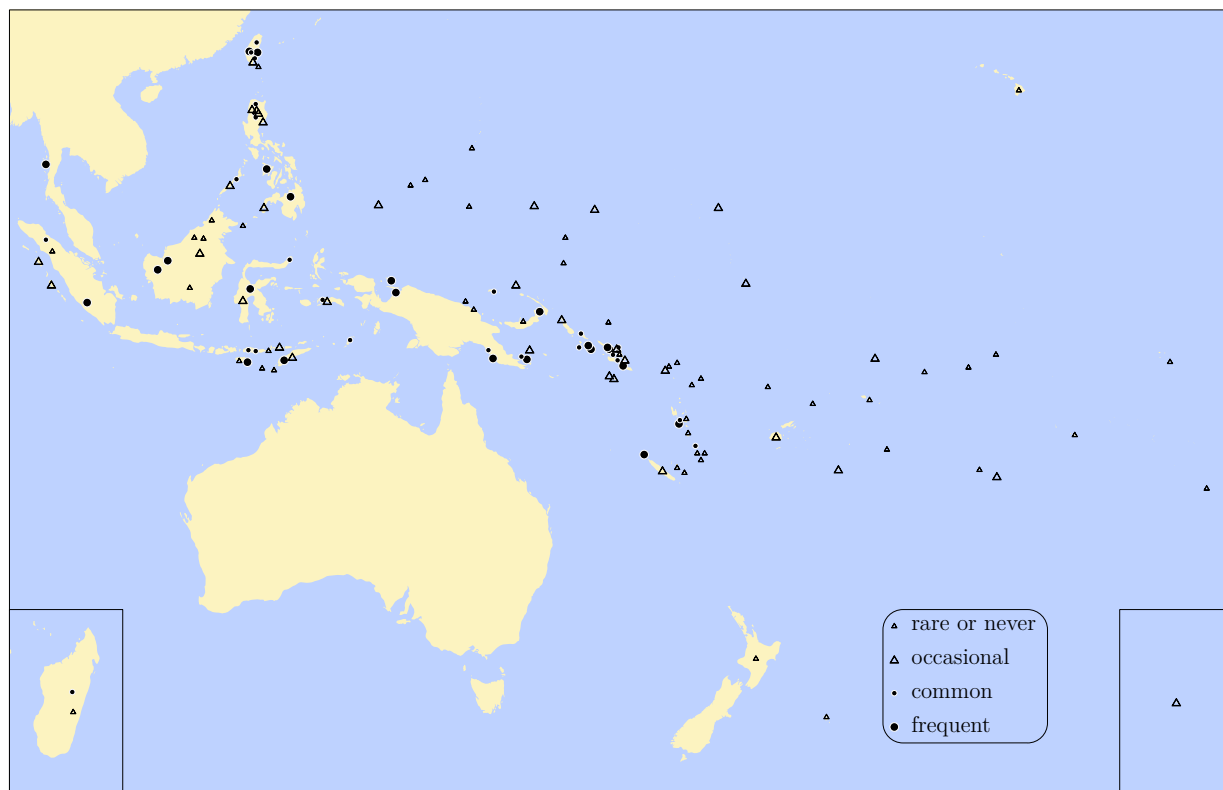 rare or never
occasional
common
frequent